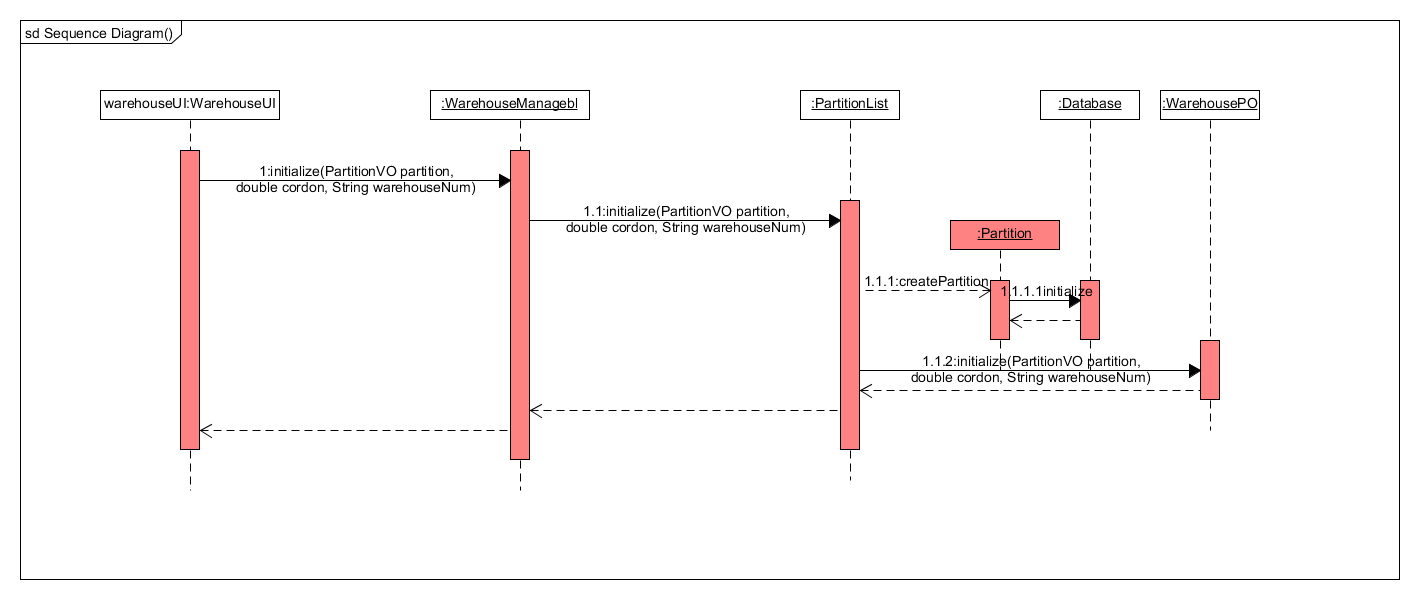 sd Sequence Diagram()
warehouseUI:WarehouseUI
:WarehouseManagebl
:PartitionList
:Database
:WarehousePO
1:initialize(PartitionVO partition,
double cordon, String warehouseNum)
1.1:initialize(PartitionVO partition,
double cordon, String warehouseNum)
:Partition
1.1.1:createPartition
1.1.1.1initialize
1.1.2:initialize(PartitionVO partition,
double cordon, String warehouseNum)